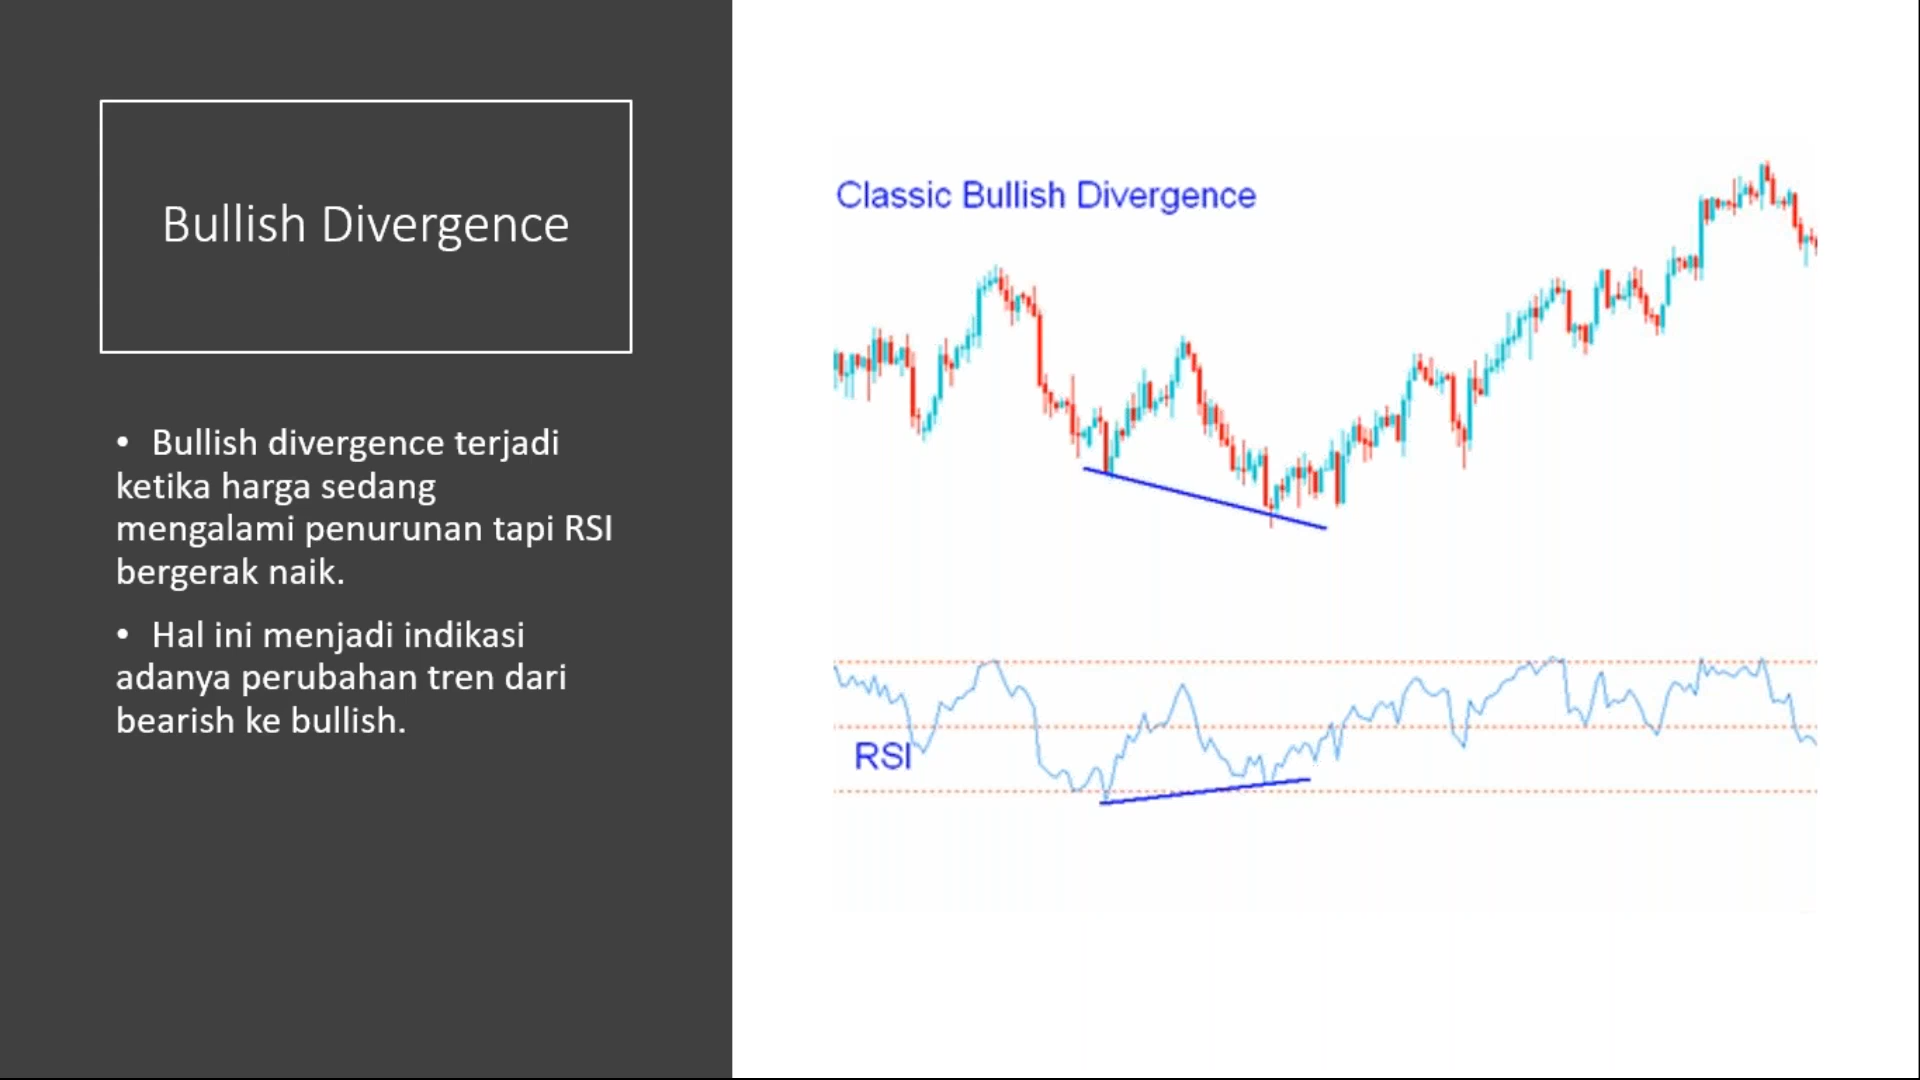 Bullish Divergence
• Bullish divergence terjadi
ketika harga sedang
mengalami penurunan tapi RSI
bergerak naik.
• Hal ini menjadi indikasi
adanya perubahan tren dari
bearish ke bullish.
Classic Bullish Divergence
RSI